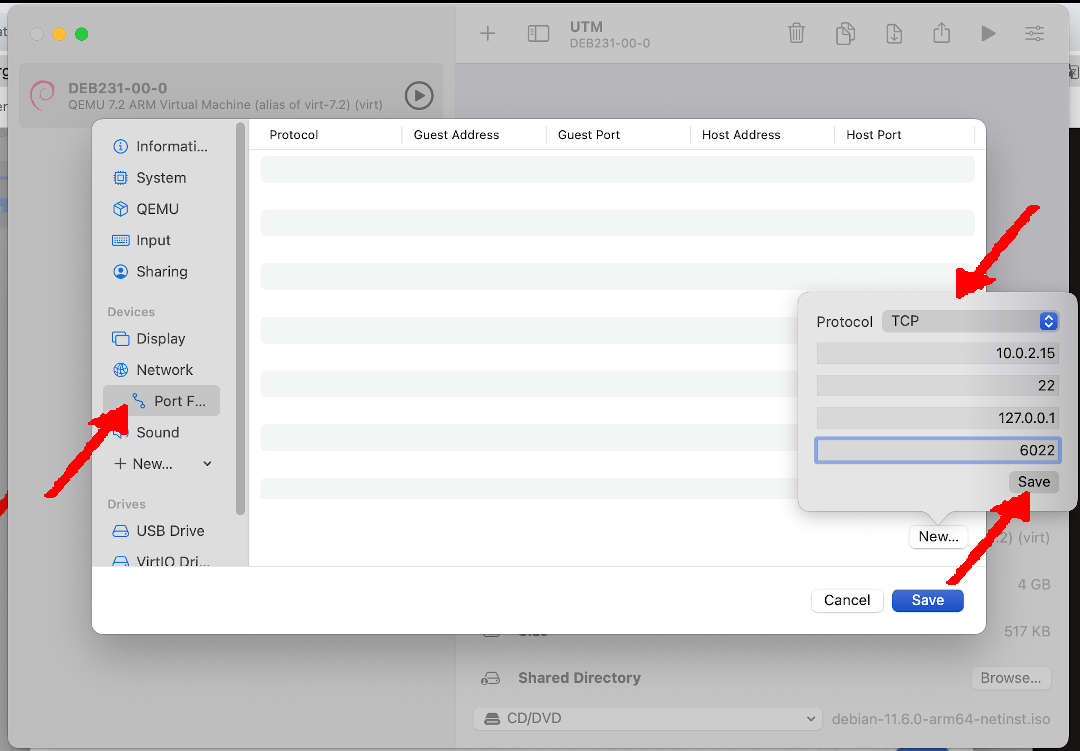 UTM
DEB231-00-0
DEB231-00-0
QEMU 7.2 ARM Virtual Machine (alias of virt-7.2) (virt)
Informati...
System
QEMU
Input
Sharing
Devices
Display
Network
Port F...
Sound
New...
Drives
USB Drive
VirtIO Dri...
Protocol Guest Address Guest Port Host Address Host Port
Protocol TCP
10.0.2.15
22
127.0.0.1
6022
Save
New...
Cancel Save
.2) (virt)
4 GB
Size
517 KB
Shared Directory Browse...
CD/DVD debian-11.6.0-arm64-netinst.iso